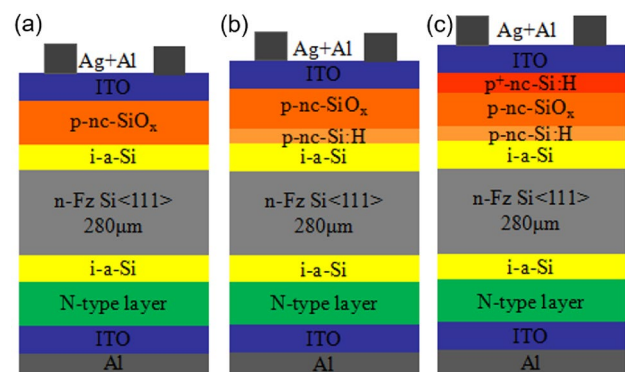 (a)
Ag+Al
ITO
p-nc-SiOₓ
i-a-Si
n-Fz Si<111>
280μm
i-a-Si
N-type layer
ITO
Al
(b)
Ag+Al
ITO
p-nc-SiOₓ
p-nc-Si:H
i-a-Si
n-Fz Si<111>
280μm
i-a-Si
N-type layer
ITO
Al
(c)
Ag+Al
ITO
p⁺-nc-Si:H
p-nc-SiOₓ
p-nc-Si:H
i-a-Si
n-Fz Si<111>
280μm
i-a-Si
N-type layer
ITO
Al